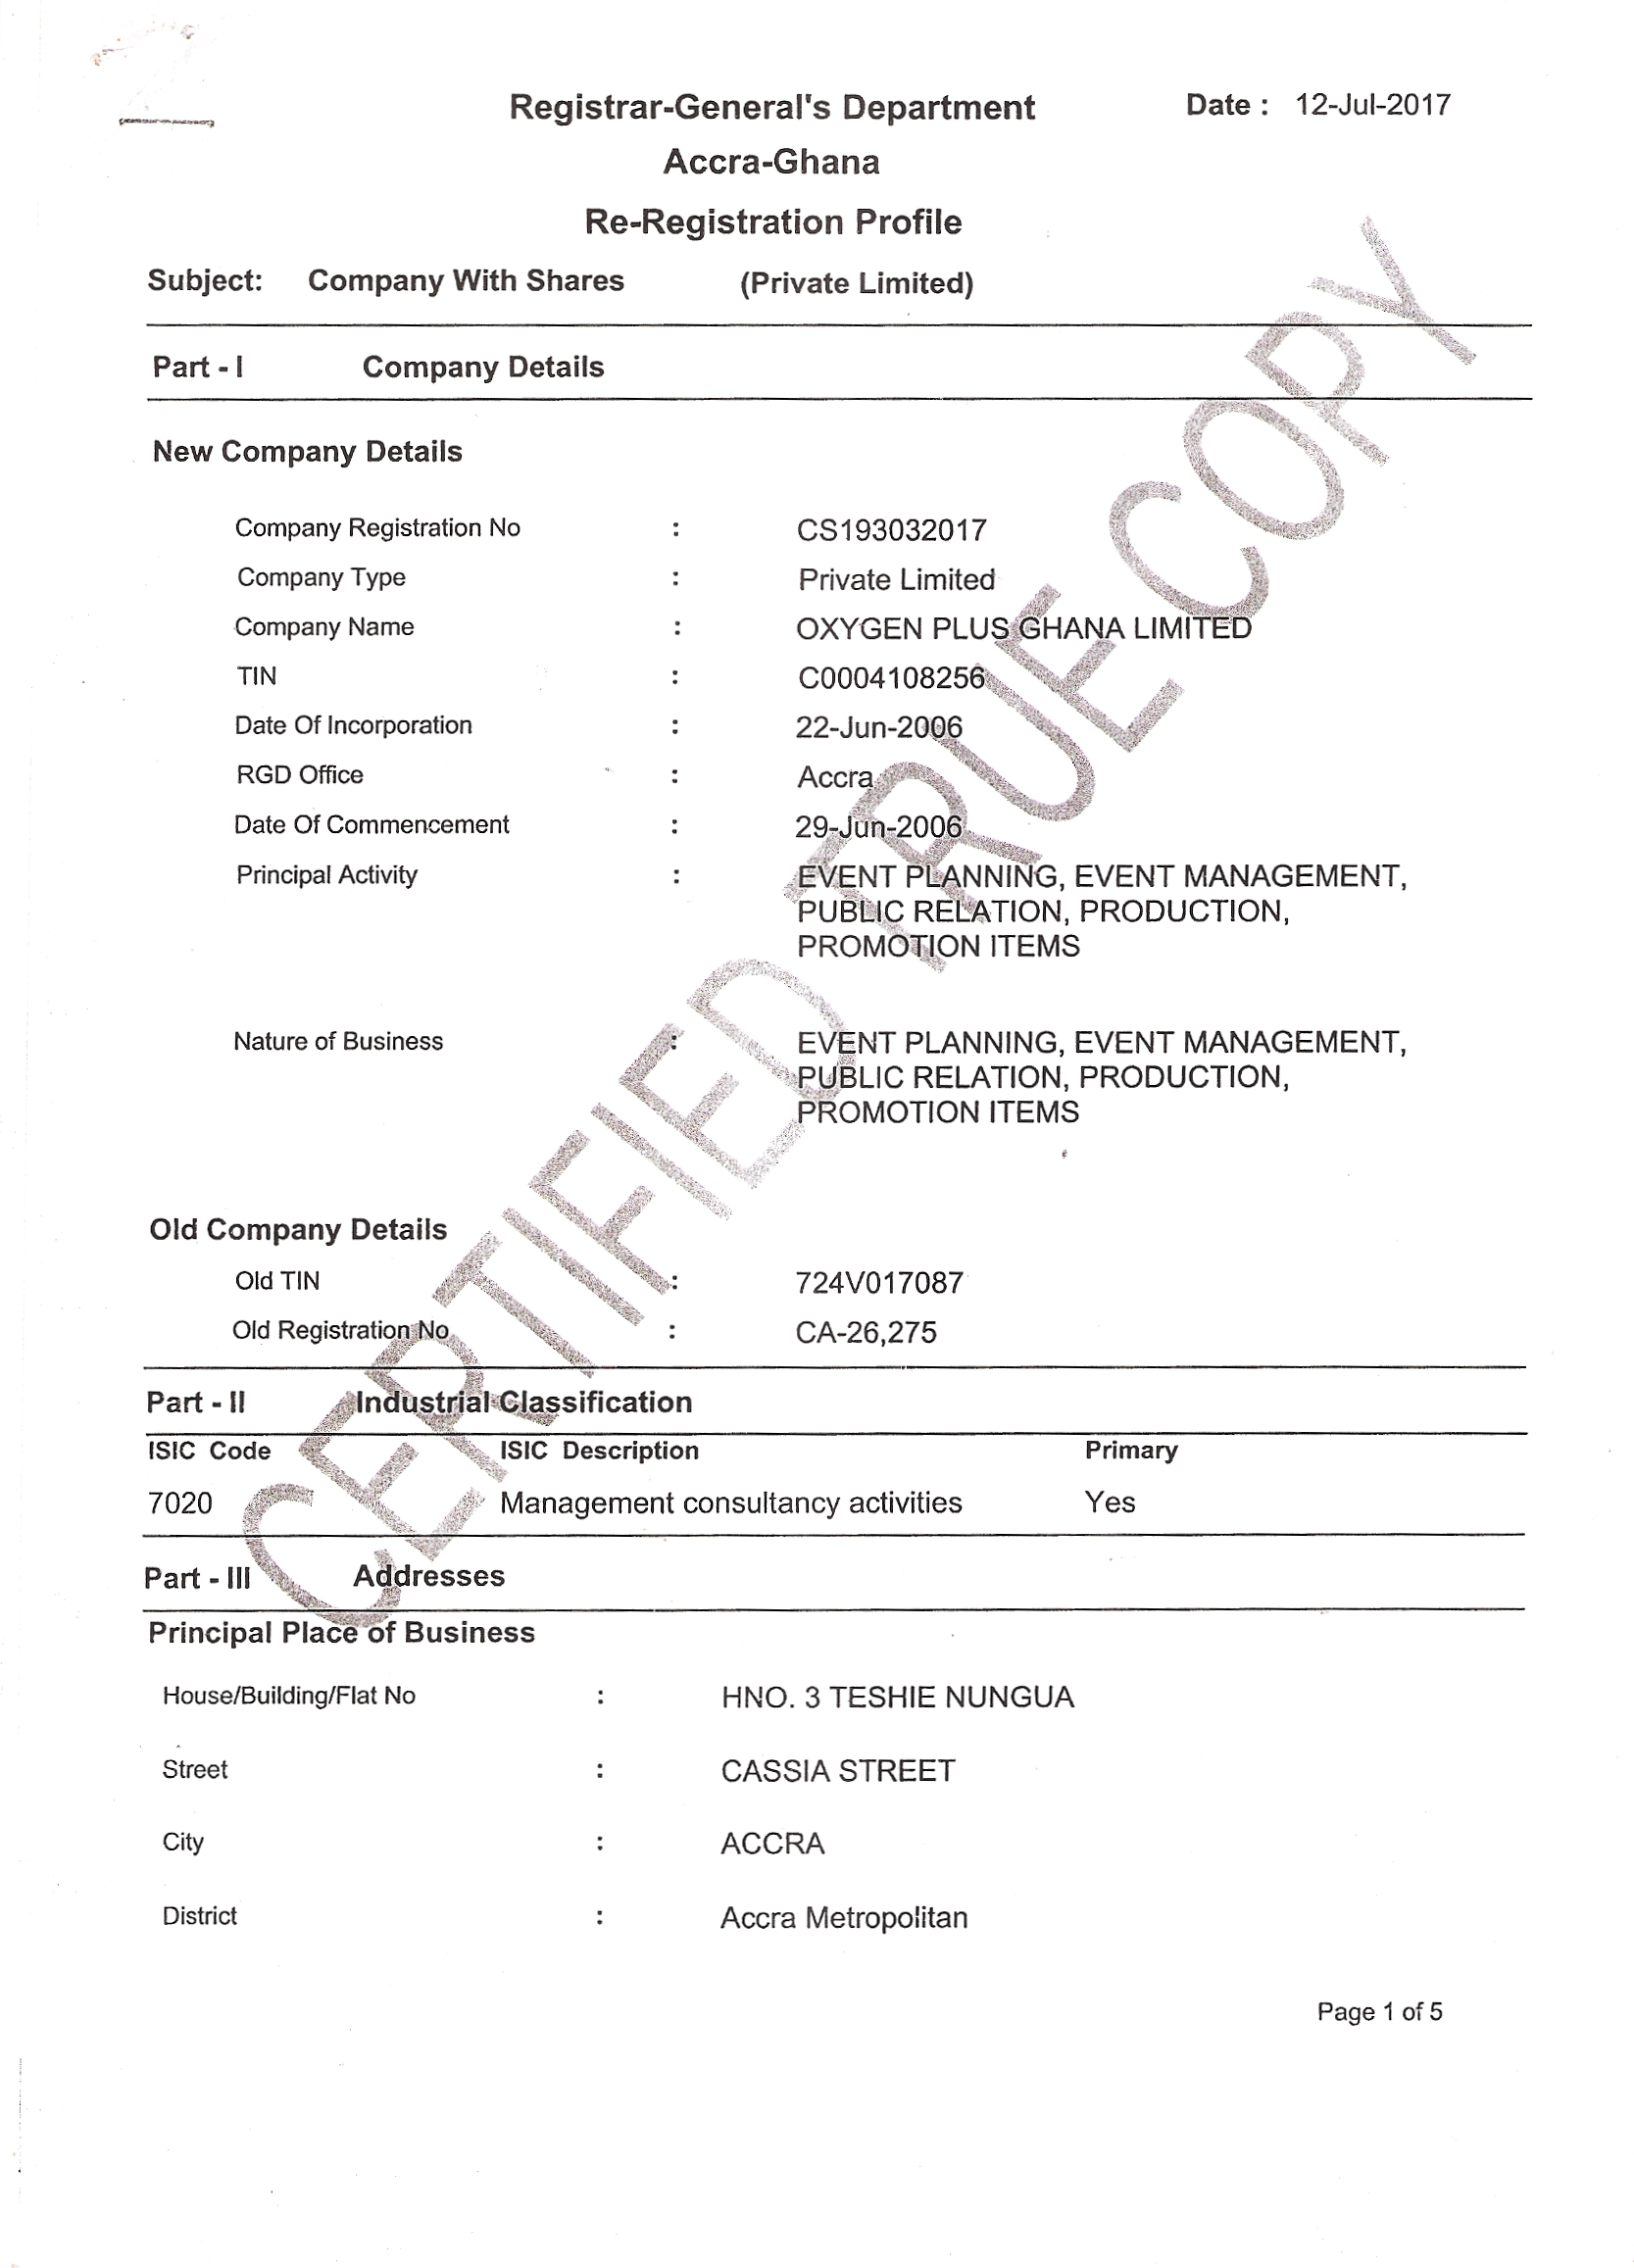 Registrar-General's Department Date : 12-Jul-2017
Accra-Ghana
Re-Registration Profile
Subject: Company With Shares (Private Limited)
Part - I Company Details
New Company Details
Company Registration No : CS193032017
Company Type : Private Limited
Company Name : OXYGEN PLUS GHANA LIMITED
TIN : C0004108256
Date Of Incorporation : 22-Jun-2006
RGD Office : Accra
Date Of Commencement : 29-Jun-2006
Principal Activity : EVENT PLANNING, EVENT MANAGEMENT,
PUBLIC RELATION, PRODUCTION,
PROMOTION ITEMS
Nature of Business : EVENT PLANNING, EVENT MANAGEMENT,
PUBLIC RELATION, PRODUCTION,
PROMOTION ITEMS
Old Company Details
Old TIN : 724V017087
Old Registration No : CA-26,275
Part - II Industrial Classification
ISIC Code ISIC Description Primary
7020 Management consultancy activities Yes
Part - III Addresses
Principal Place of Business
House/Building/Flat No : HNO. 3 TESHIE NUNGUA
Street : CASSIA STREET
City : ACCRA
District : Accra Metropolitan
Page 1 of 5
CERTIFIED TRUE COPY